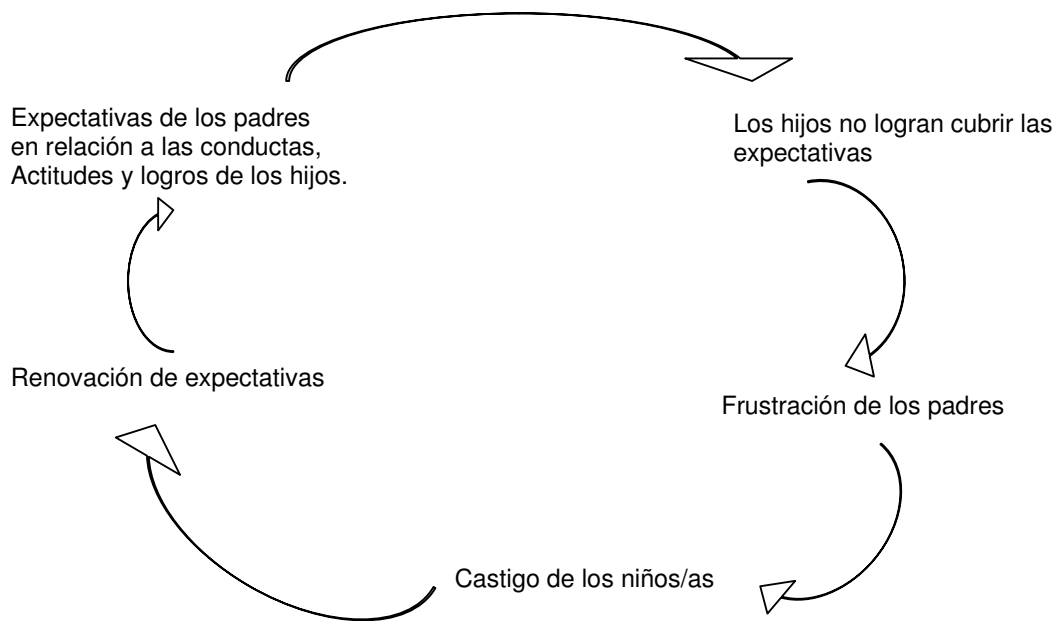 Expectativas de los padres
en relación a las conductas,
Actitudes y logros de los hijos.
Los hijos no logran cubrir las
expectativas
Renovación de expectativas
Frustración de los padres
Castigo de los niños/as